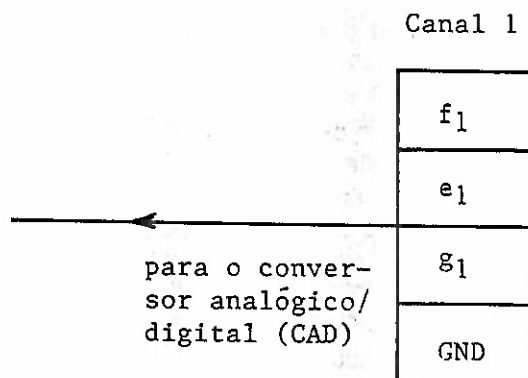 Canal 1
f1
e1
g1
para o conver-
sor analógico/
digital (CAD)
GND